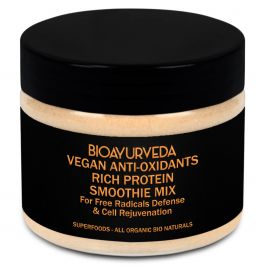 BIOAYURVEDA
VEGAN ANTI-OXIDANTS
RICH PROTEIN
SMOOTHIE MIX
For Free Radicals Defense
& Cell Rejuvenation
SUPERFOODS - ALL ORGANIC BIO NATURALS